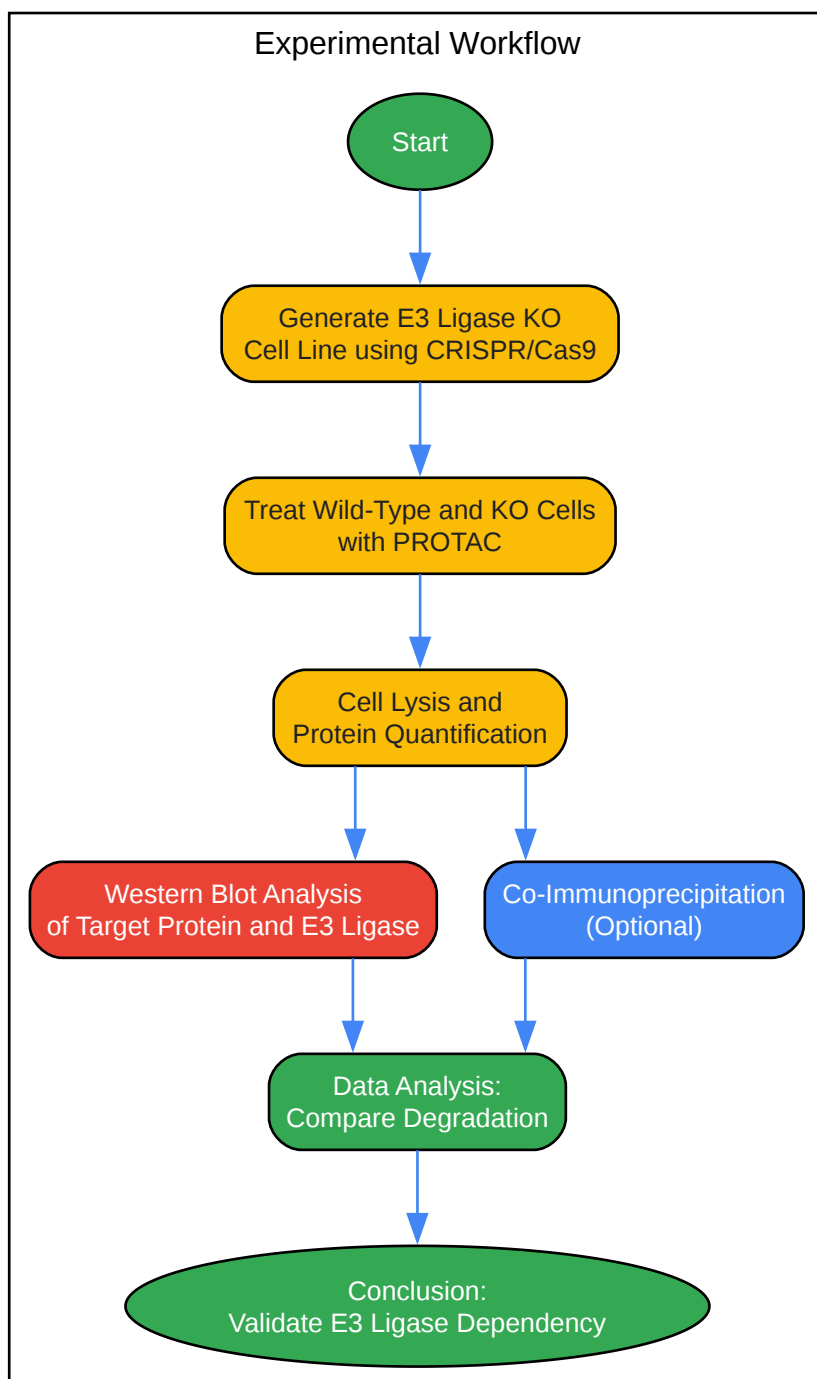 Experimental Workflow
Start
Generate E3 Ligase KO
Cell Line using CRISPR/Cas9
Treat Wild-Type and KO Cells
with PROTAC
Cell Lysis and
Protein Quantification
Western Blot Analysis
of Target Protein and E3 Ligase
Co-Immunoprecipitation
(Optional)
Data Analysis:
Compare Degradation
Conclusion:
Validate E3 Ligase Dependency